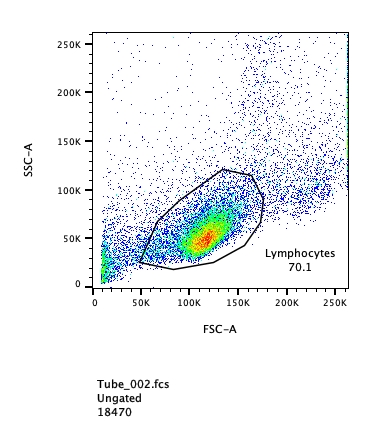 250K
200K
150K
100K
50K
0
SSC-A
Lymphocytes
70.1
0 50K 100K 150K 200K 250K
FSC-A
Tube_002.fcs
Ungated
18470